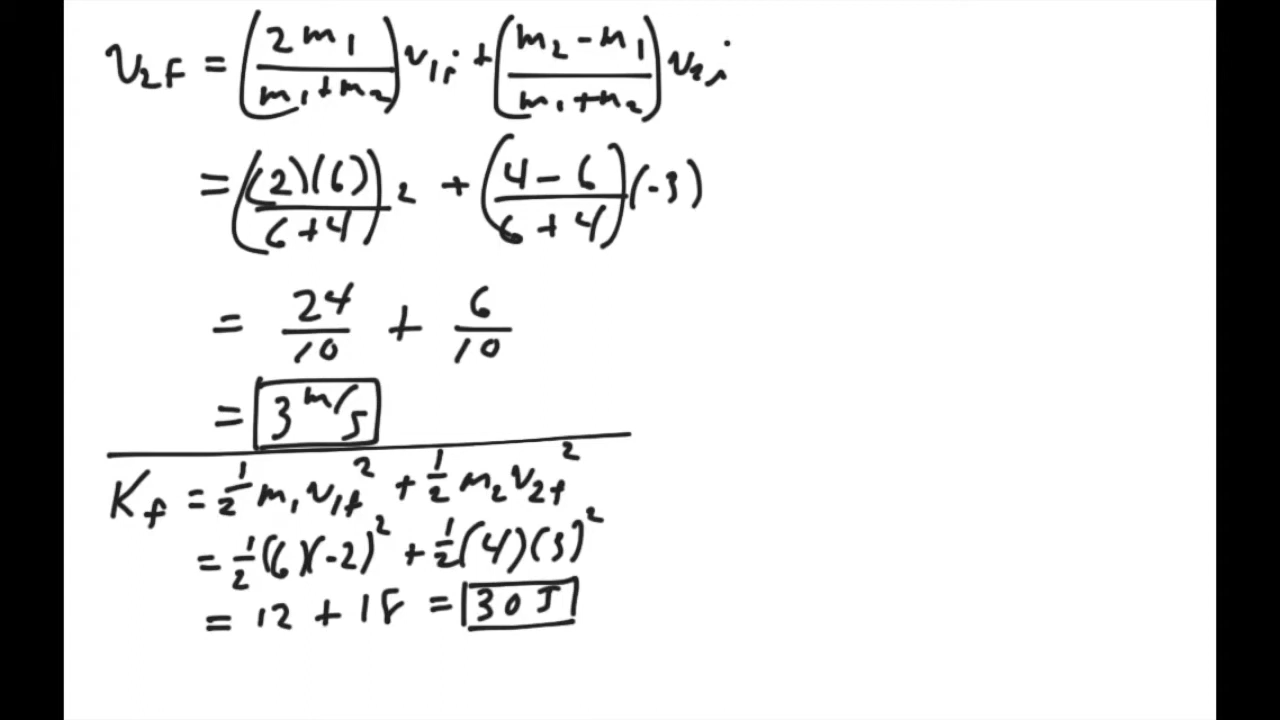 V₂F = (2m₁ / (m₁+m₂)) v₁i + ((m₂-m₁) / (m₁+m₂)) v₂i
= ((2)(6) / (6+4)) 2 + ((4-6) / (6+4)) (-3)
= 24/10 + 6/10
= 3 m/s
K_f = ½ m₁ v₁f² + ½ m₂ v₂f²
= ½(6)(-2)² + ½(4)(3)²
= 12 + 18 = 30 J